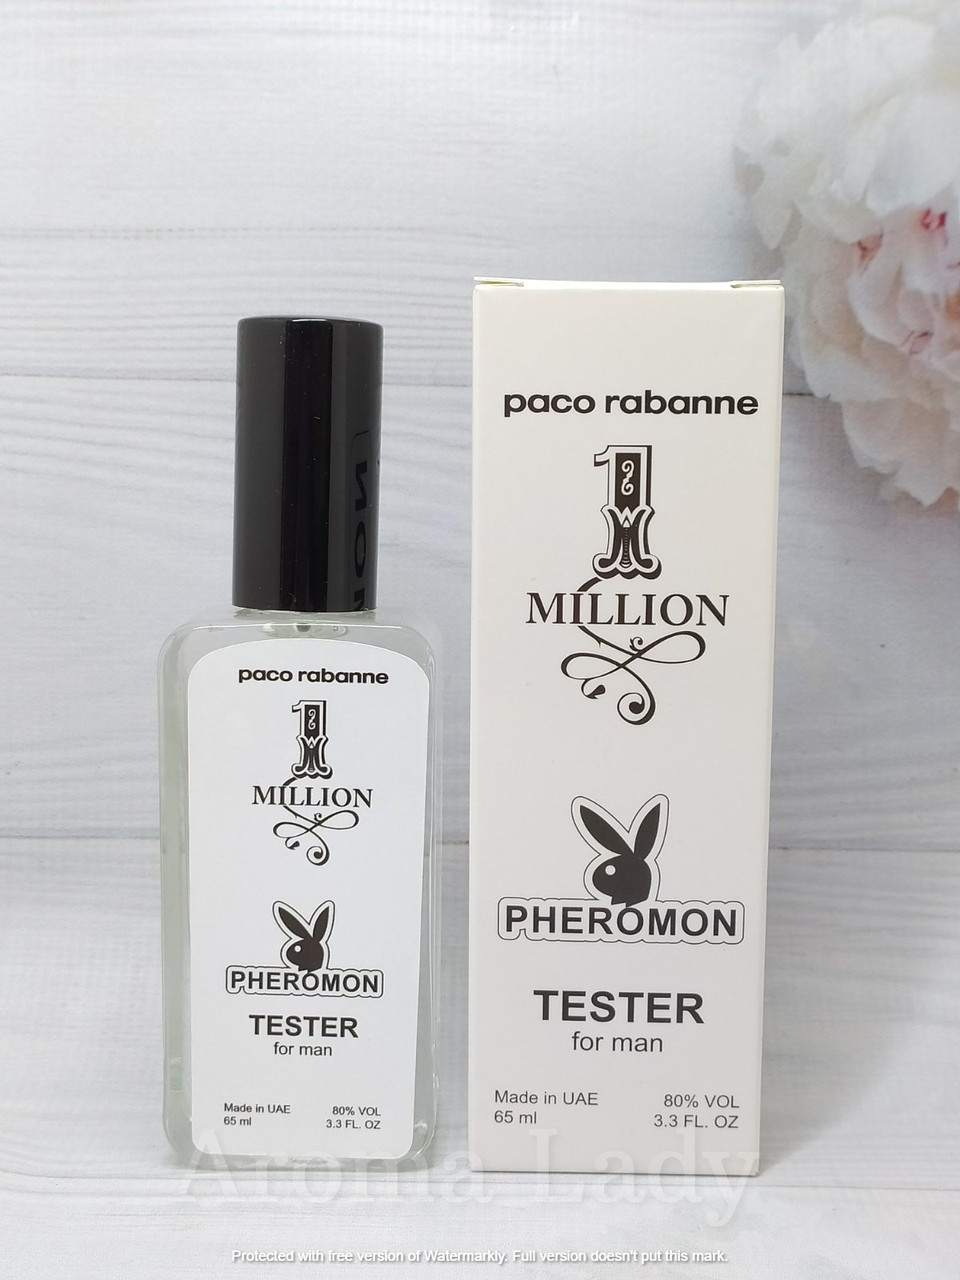 paco rabanne
1
MILLION
PHEROMON
TESTER
for man
Made in UAE 80% VOL
65 ml 3.3 FL. OZ
paco rabanne
1
MILLION
PHEROMON
TESTER
for man
Made in UAE 80% VOL
65 ml 3.3 FL. OZ
Aroma Lady
Protected with free version of Watermarkly. Full version doesn't put this mark.